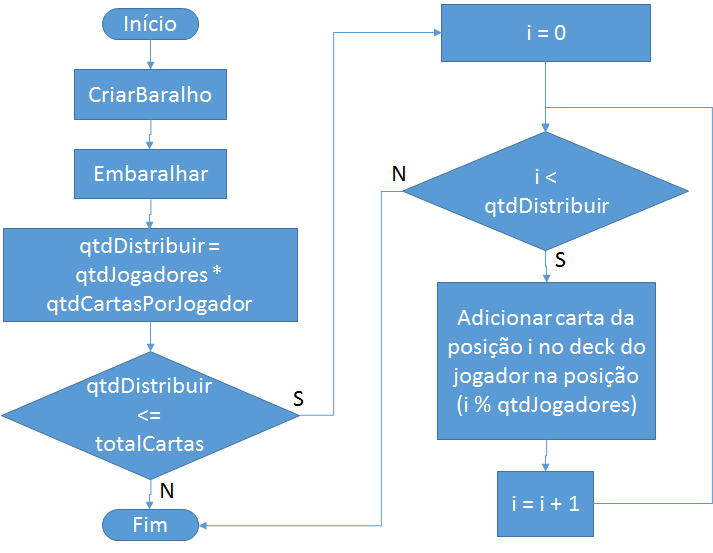 Início
CriarBaralho
Embaralhar
qtdDistribuir =
qtdJogadores *
qtdCartasPorJogador
qtdDistribuir
<=
totalCartas
S
N
Fim
i = 0
i <
qtdDistribuir
N
S
Adicionar carta da
posição i no deck do
jogador na posição
(i % qtdJogadores)
i = i + 1